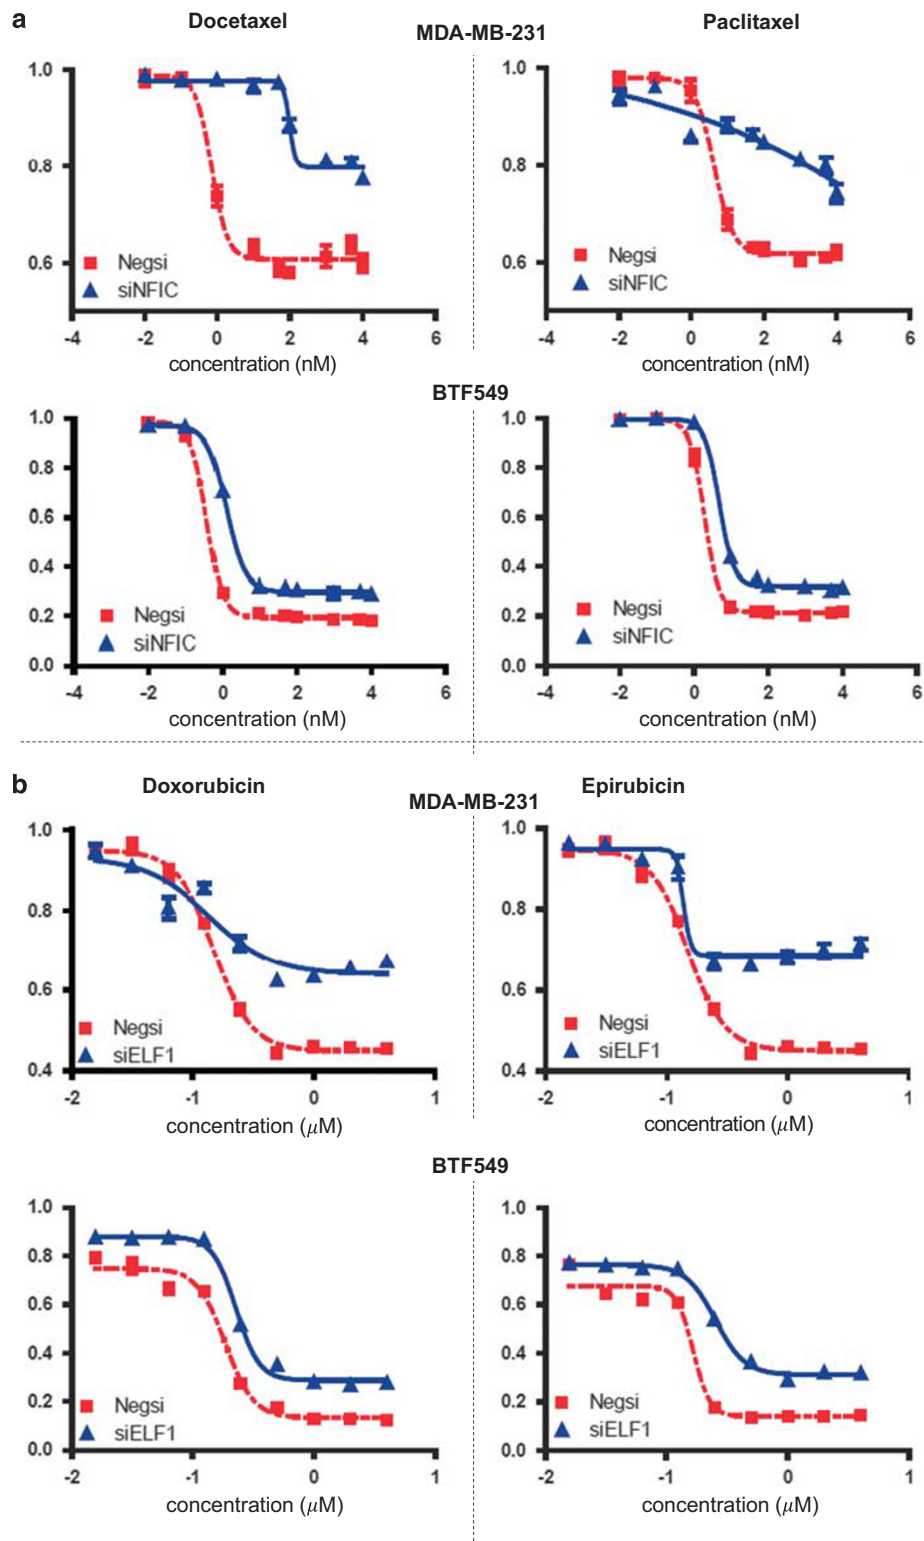 a
Docetaxel
MDA-MB-231
Paclitaxel
1.0
0.8
0.6
Negsi
siNFIC
-4 -2 0 2 4 6
concentration (nM)
1.0
0.8
0.6
Negsi
siNFIC
-4 -2 0 2 4 6
concentration (nM)
BTF549
1.0
0.8
0.6
0.4
0.2
0.0
Negsi
siNFIC
-4 -2 0 2 4 6
concentration (nM)
1.0
0.8
0.6
0.4
0.2
0.0
Negsi
siNFIC
-4 -2 0 2 4 6
concentration (nM)
b
Doxorubicin
MDA-MB-231
Epirubicin
1.0
0.8
0.6
0.4
Negsi
siELF1
-2 -1 0 1
concentration (μM)
1.0
0.8
0.6
0.4
Negsi
siELF1
-2 -1 0 1
concentration (μM)
BTF549
1.0
0.8
0.6
0.4
0.2
0.0
Negsi
siELF1
-2 -1 0 1
concentration (μM)
1.0
0.8
0.6
0.4
0.2
0.0
Negsi
siELF1
-2 -1 0 1
concentration (μM)